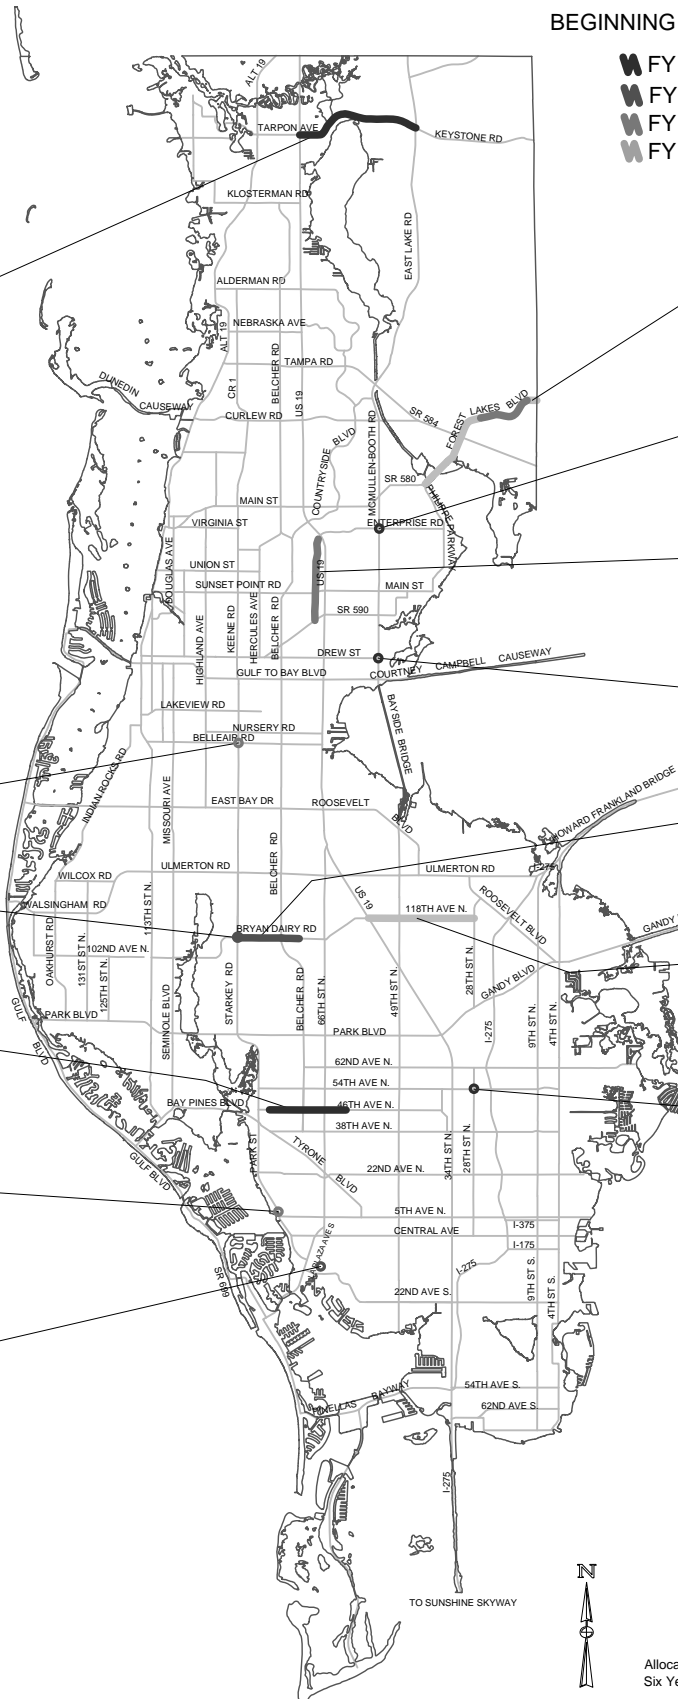 BEGINNING
FY
FY
FY
FY
ALT 19
TARPON AVE
KEYSTONE RD
KLOSTERMAN RD
EAST LAKE RD
ALDERMAN RD
NEBRASKA AVE
ALT 19
TAMPA RD
BELCHER RD
CR 1
US 19
DUNEDIN
CAUSEWAY
CURLEW RD
SR 584
FOREST LAKES BLVD
COUNTRYSIDE BLVD
MCMULLEN-BOOTH RD
SR 580
PHILIPPE PARKWAY
MAIN ST
VIRGINIA ST
ENTERPRISE RD
DOUGLAS AVE
UNION ST
US 19
SUNSET POINT RD
MAIN ST
HIGHLAND AVE
KEENE RD
HERCULES AVE
BELCHER RD
SR 590
DREW ST
GULF TO BAY BLVD
COURTNEY CAMPBELL CAUSEWAY
LAKEVIEW RD
BAYSIDE BRIDGE
NURSERY RD
BELLEAIR RD
INDIAN ROCKS RD
MISSOURI AVE
EAST BAY DR
ROOSEVELT
BLVD
HOWARD FRANKLAND BRIDGE
BELCHER RD
ULMERTON RD
ULMERTON RD
I-275
WILCOX RD
WALSINGHAM RD
113TH ST N.
US 19
118TH AVE N.
ROOSEVELT BLVD
BRYAN DAIRY RD
GANDY
OAKHURST RD
131ST ST N.
102ND AVE N.
125TH ST N.
STARKEY RD
BELCHER RD
66TH ST N.
49TH ST N.
28TH ST N.
GANDY BLVD
GULF
BLVD
PARK BLVD
SEMINOLE BLVD
PARK BLVD
I-275
9TH ST N.
4TH ST N.
62ND AVE N.
54TH AVE N.
BAY PINES BLVD
46TH AVE N.
38TH AVE N.
PARK ST
TYRONE
BLVD
34TH ST N.
28TH ST N.
22ND AVE N.
GULF BLVD
5TH AVE N.
CENTRAL AVE
I-375
I-175
SR 699
I-275
22ND AVE S.
9TH ST S.
4TH ST S.
54TH AVE S.
PINELLAS BAYWAY
62ND AVE S.
I-275
N
TO SUNSHINE SKYWAY
Alloca
Six Ye